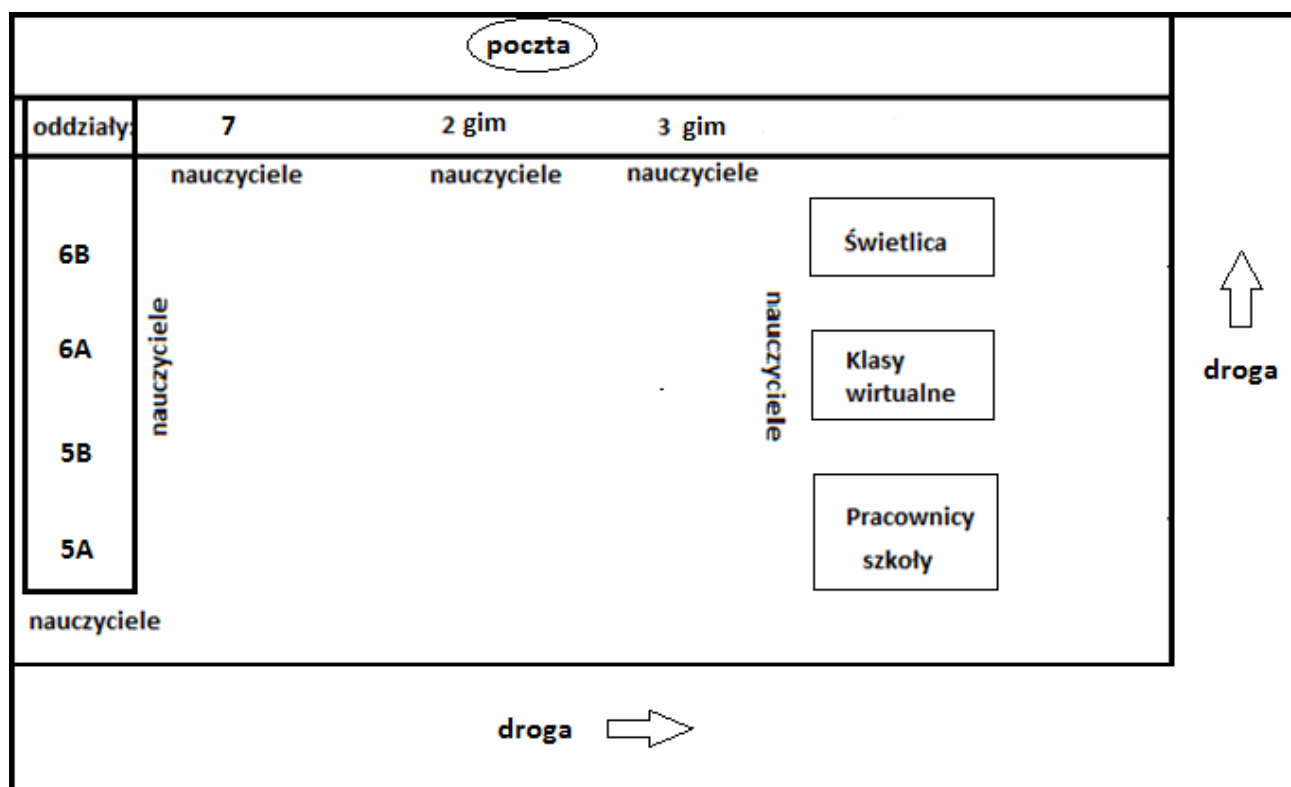 poczta
oddziały: 7 2 gim 3 gim
nauczyciele nauczyciele nauczyciele
6B
6A
5B
5A
nauczyciele
nauczyciele
nauczyciele
Świetlica
Klasy
wirtualne
Pracownicy
szkoły
droga
droga